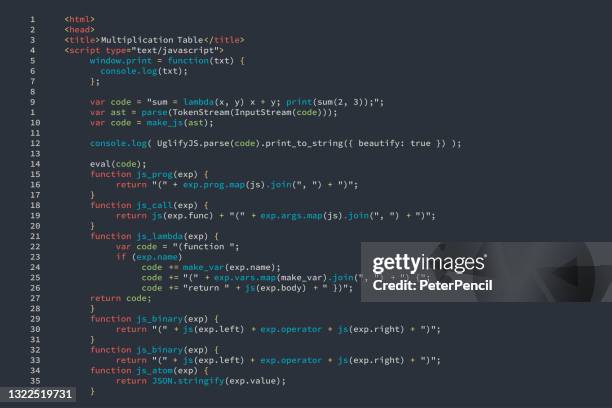 1 <html>
2 <head>
3 <title>Multiplication Table</title>
4 <script type="text/javascript">
5 window.print = function(txt) {
6 console.log(txt);
7 };
8
9 var code = "sum = lambda(x, y) x + y; print(sum(2, 3));";
1 var ast = parse(TokenStream(InputStream(code)));
10 var code = make_js(ast);
11
12 console.log( UglifyJS.parse(code).print_to_string({ beautify: true }) );
13
14 eval(code);
15 function js_prog(exp) {
16 return "(" + exp.prog.map(js).join(", ") + ")";
17 }
18 function js_call(exp) {
19 return js(exp.func) + "(" + exp.args.map(js).join(", ") + ")";
20 }
21 function js_lambda(exp) {
22 var code = "(function ";
23 if (exp.name)
24 code += make_var(exp.name);
25 code += "(" + exp.vars.map(make_var).join(", ") + ") {";
26 code += "return " + js(exp.body) + " })";
27 return code;
28 }
29 function js_binary(exp) {
30 return "(" + js(exp.left) + exp.operator + js(exp.right) + ")";
31 }
32 function js_binary(exp) {
33 return "(" + js(exp.left) + exp.operator + js(exp.right) + ")";
34 function js_atom(exp) {
35 return JSON.stringify(exp.value);
}
gettyimages
Credit: PeterPencil
1322519731